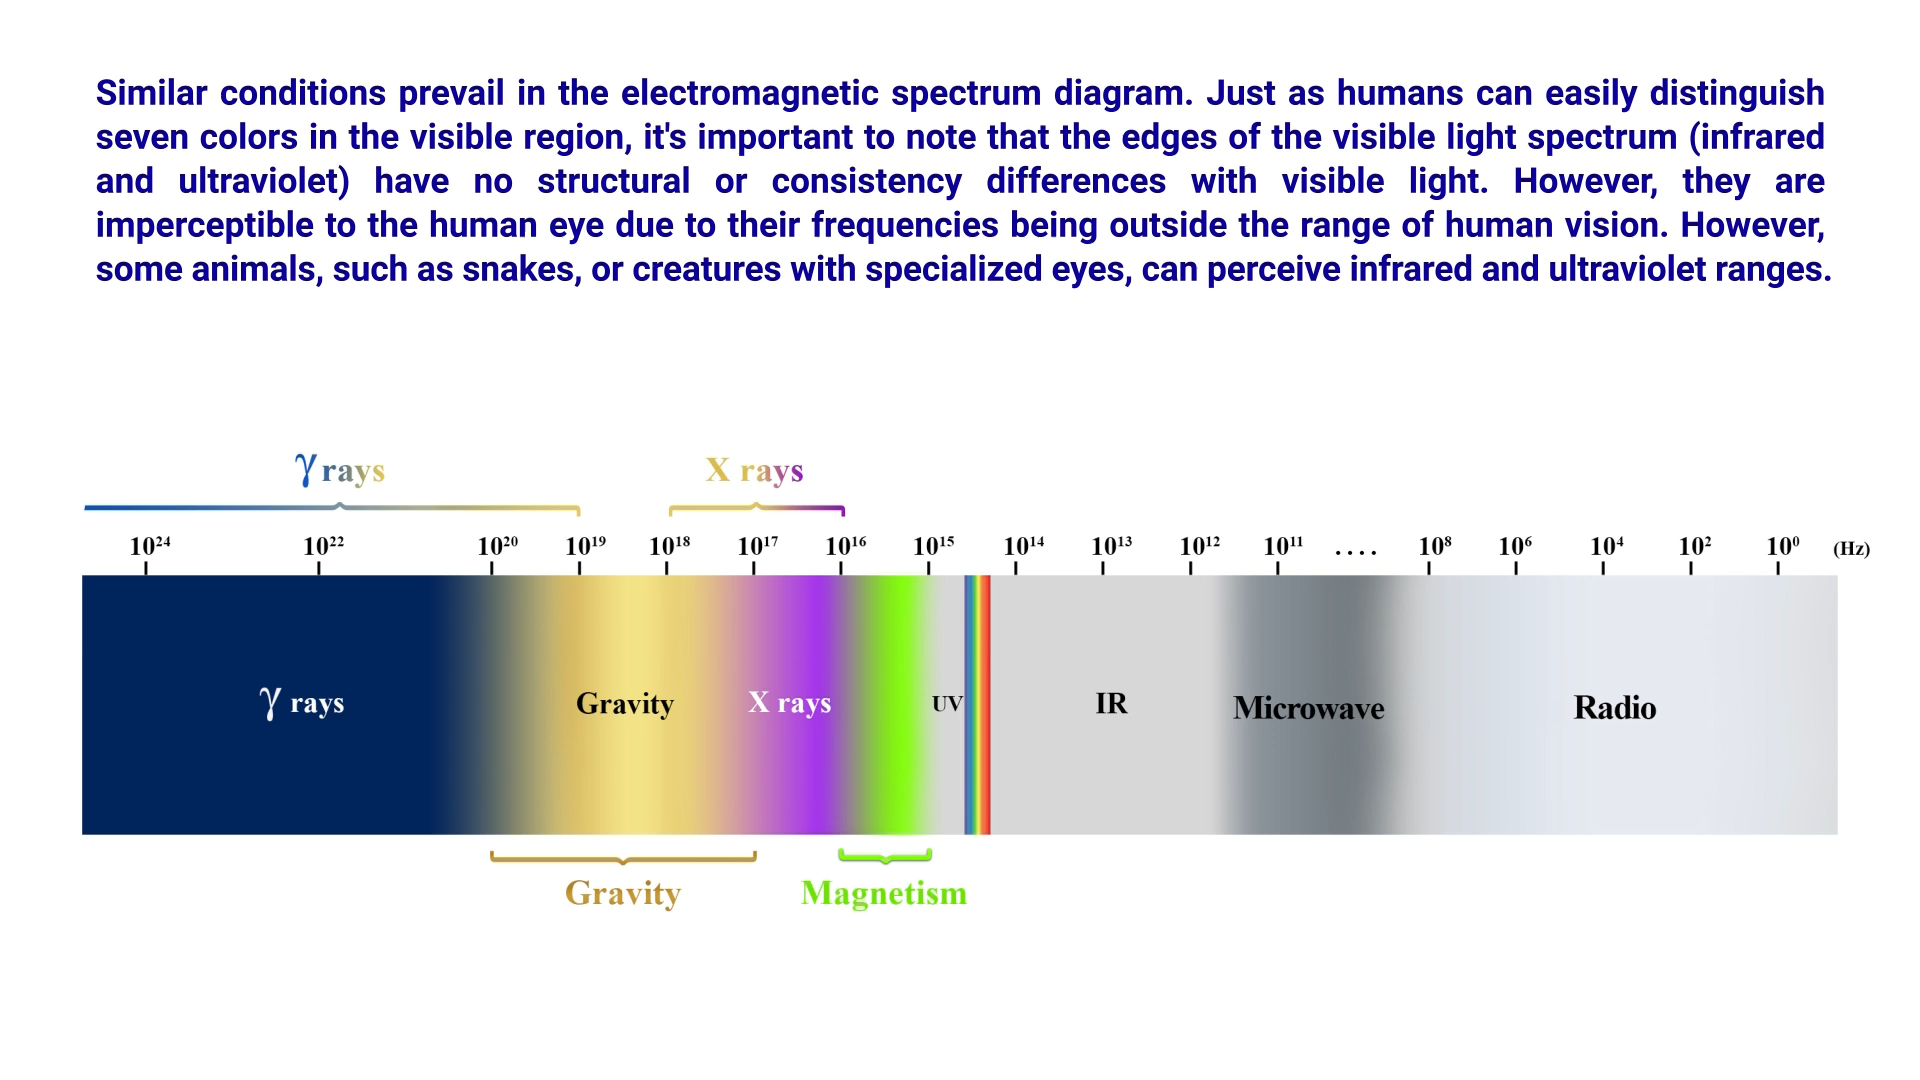 Similar conditions prevail in the electromagnetic spectrum diagram. Just as humans can easily distinguish
seven colors in the visible region, it's important to note that the edges of the visible light spectrum (infrared
and ultraviolet) have no structural or consistency differences with visible light. However, they are
imperceptible to the human eye due to their frequencies being outside the range of human vision. However,
some animals, such as snakes, or creatures with specialized eyes, can perceive infrared and ultraviolet ranges.
γ rays X rays
10²⁴ 10²² 10²⁰ 10¹⁹ 10¹⁸ 10¹⁷ 10¹⁶ 10¹⁵ 10¹⁴ 10¹³ 10¹² 10¹¹ .... 10⁸ 10⁶ 10⁴ 10² 10⁰ (Hz)
γ rays Gravity X rays UV IR Microwave Radio
Gravity Magnetism